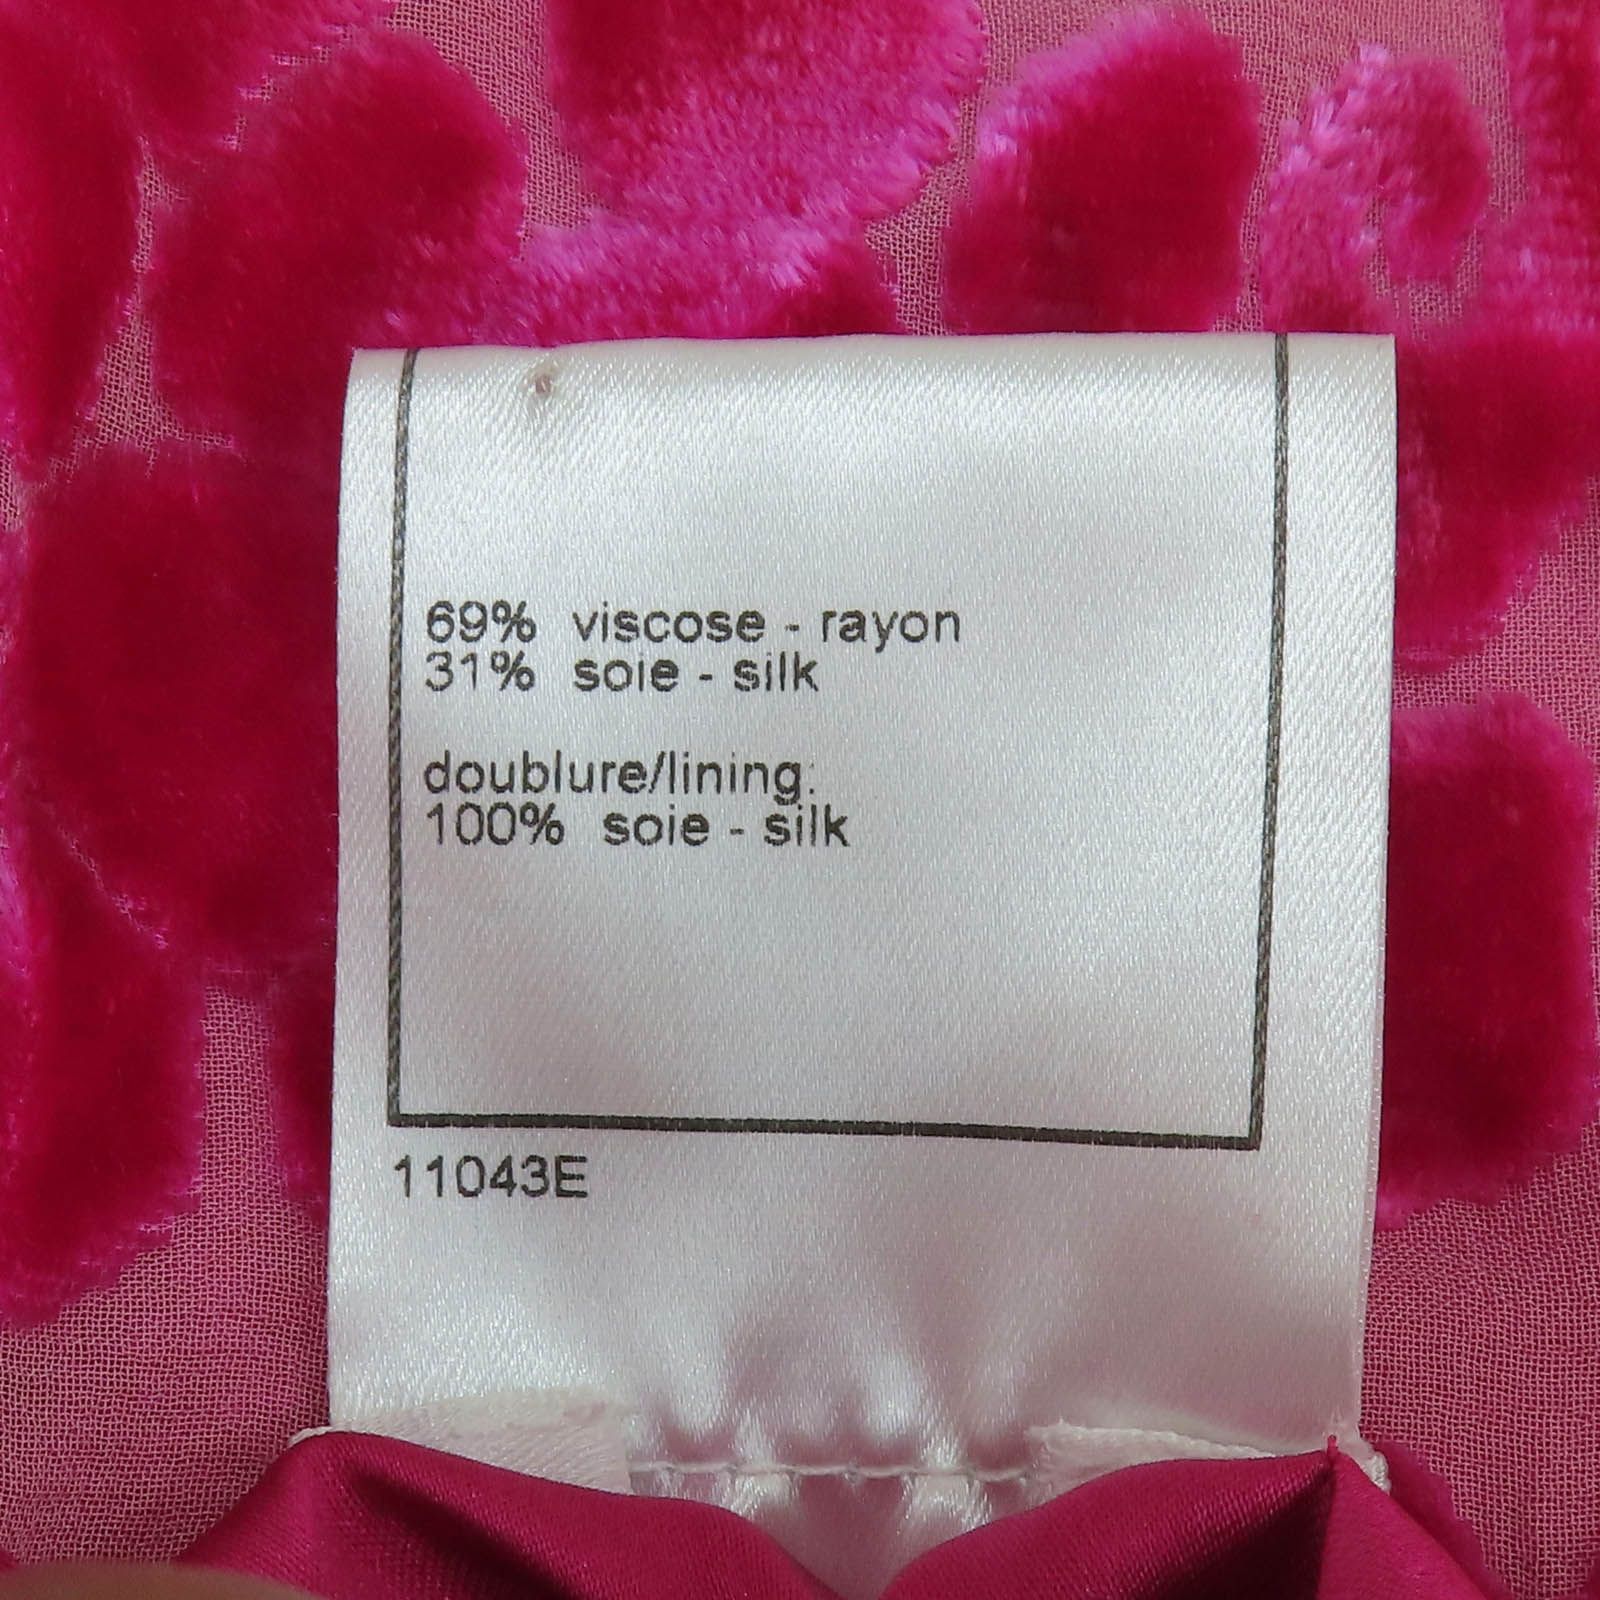 69% viscose - rayon
31% soie - silk
doublure/lining:
100% soie - silk
11043E